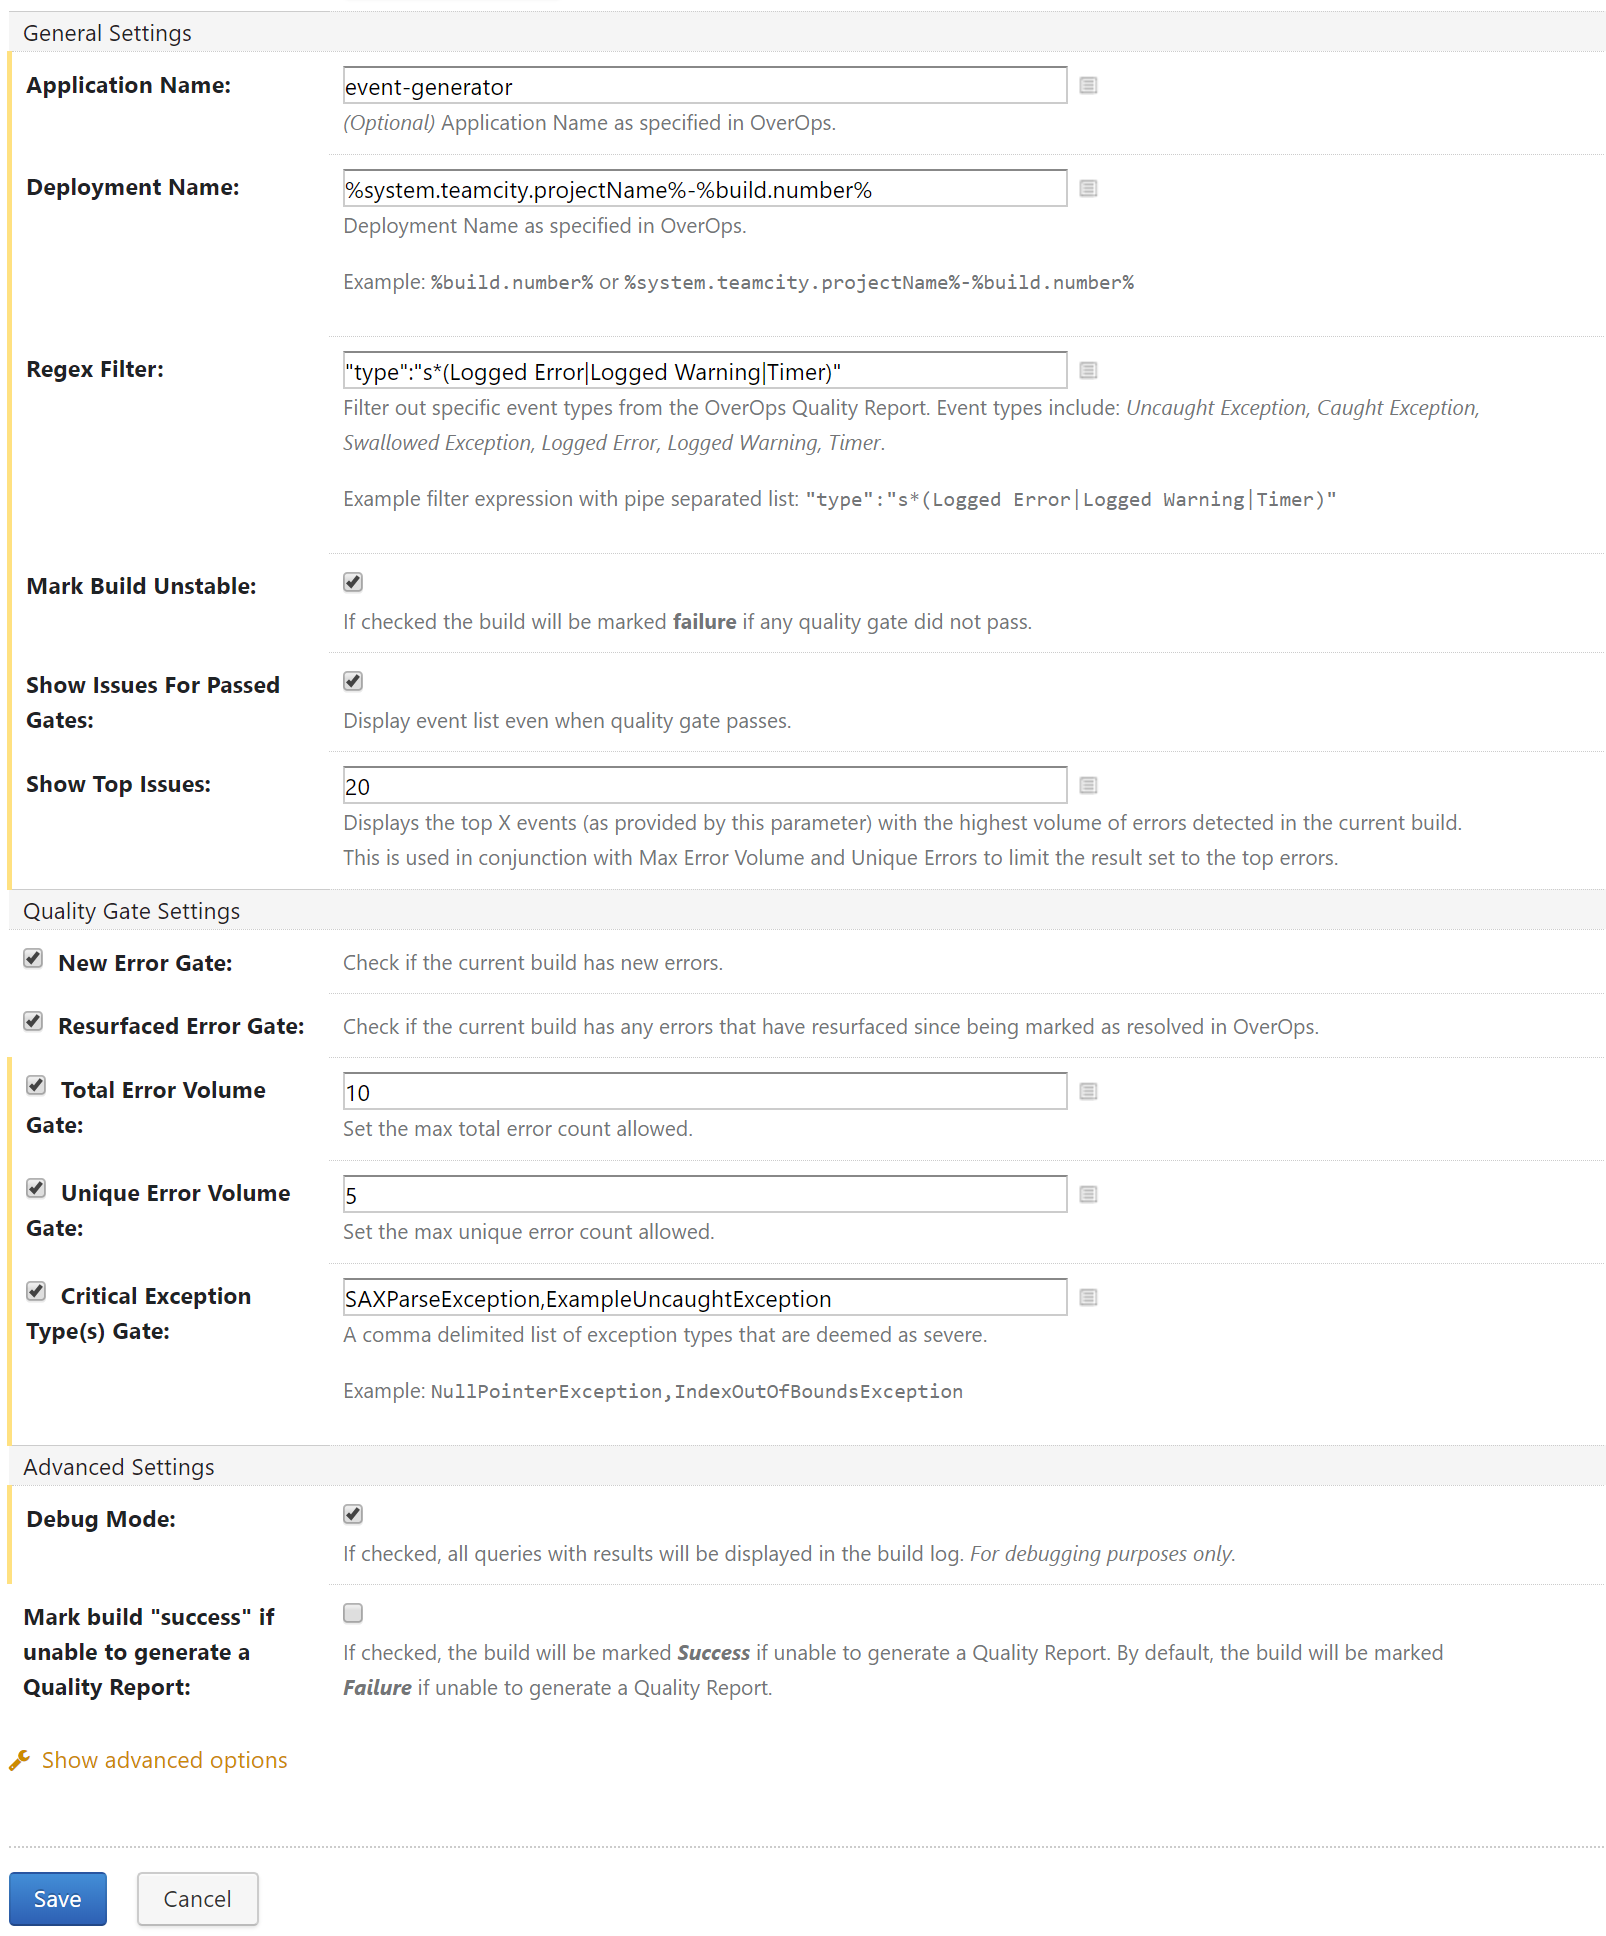 General Settings
Application Name:
event-generator
(Optional) Application Name as specified in OverOps.
Deployment Name:
%system.teamcity.projectName%-%build.number%
Deployment Name as specified in OverOps.
Example: %build.number% or %system.teamcity.projectName%-%build.number%
Regex Filter:
"type":"s*(Logged Error|Logged Warning|Timer)"
Filter out specific event types from the OverOps Quality Report. Event types include: Uncaught Exception, Caught Exception,
Swallowed Exception, Logged Error, Logged Warning, Timer.
Example filter expression with pipe separated list: "type":"s*(Logged Error|Logged Warning|Timer)"
Mark Build Unstable:
If checked the build will be marked failure if any quality gate did not pass.
Show Issues For Passed
Gates:
Display event list even when quality gate passes.
Show Top Issues:
20
Displays the top X events (as provided by this parameter) with the highest volume of errors detected in the current build.
This is used in conjunction with Max Error Volume and Unique Errors to limit the result set to the top errors.
Quality Gate Settings
New Error Gate:
Check if the current build has new errors.
Resurfaced Error Gate:
Check if the current build has any errors that have resurfaced since being marked as resolved in OverOps.
Total Error Volume
Gate:
10
Set the max total error count allowed.
Unique Error Volume
Gate:
5
Set the max unique error count allowed.
Critical Exception
Type(s) Gate:
SAXParseException,ExampleUncaughtException
A comma delimited list of exception types that are deemed as severe.
Example: NullPointerException,IndexOutOfBoundsException
Advanced Settings
Debug Mode:
If checked, all queries with results will be displayed in the build log. For debugging purposes only.
Mark build "success" if
unable to generate a
Quality Report:
If checked, the build will be marked Success if unable to generate a Quality Report. By default, the build will be marked
Failure if unable to generate a Quality Report.
Show advanced options
Save
Cancel